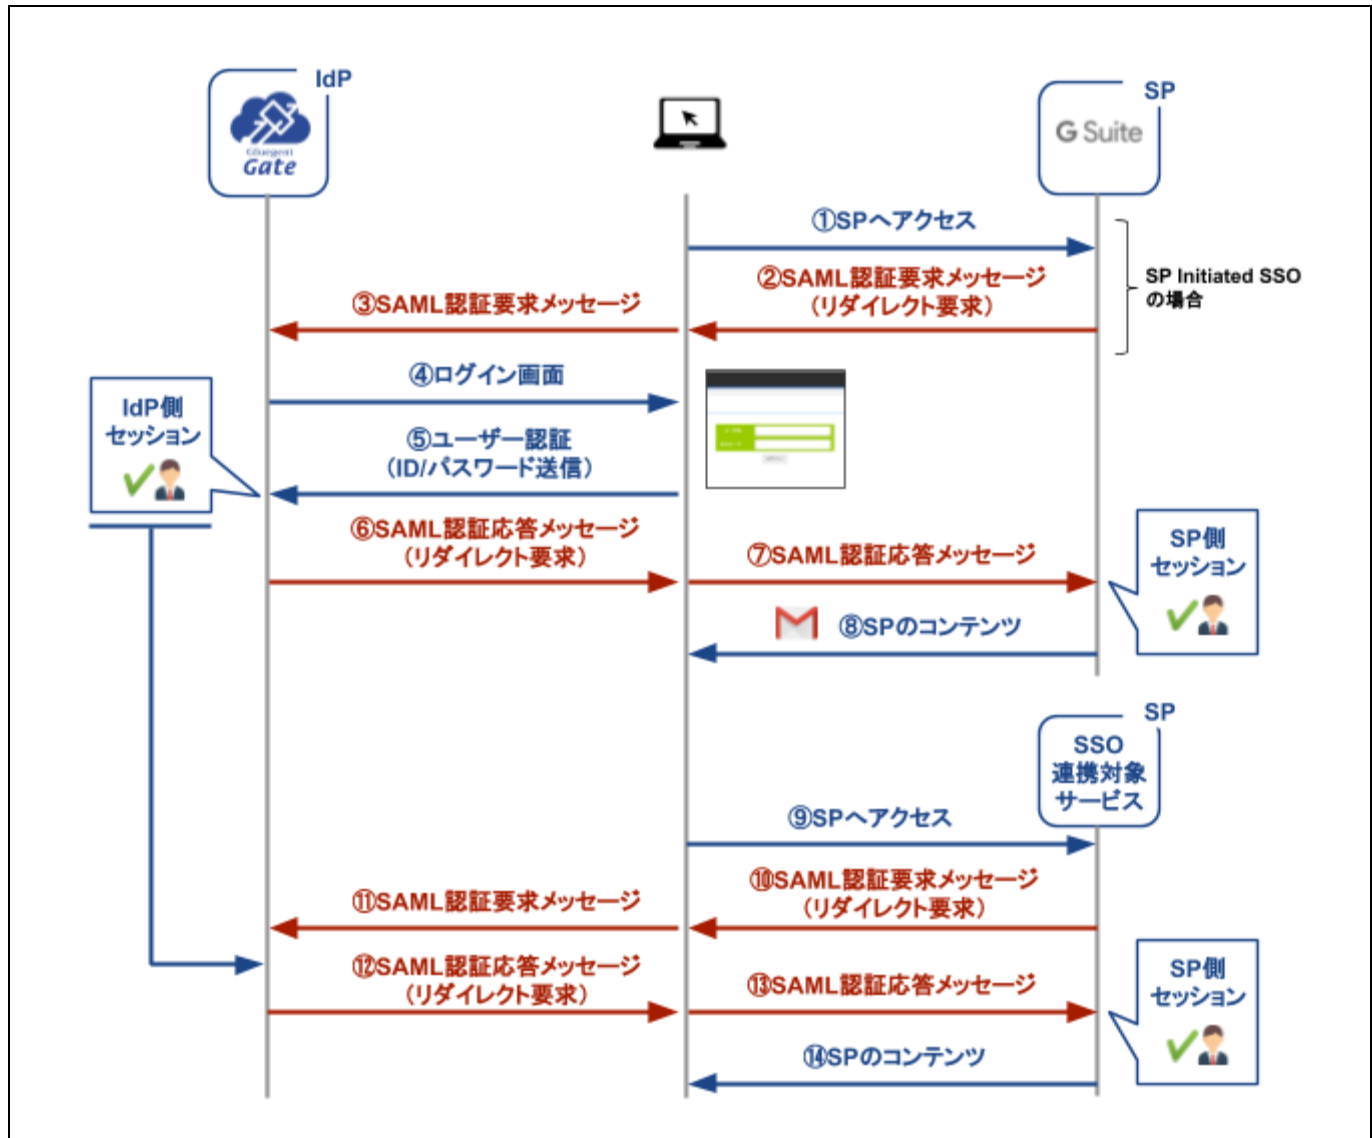 IdP
Gluegent
Gate
SP
G Suite
①SPへアクセス
②SAML認証要求メッセージ
（リダイレクト要求）
SP Initiated SSO
の場合
③SAML認証要求メッセージ
④ログイン画面
IdP側
セッション
⑤ユーザー認証
（ID/パスワード送信）
⑥SAML認証応答メッセージ
（リダイレクト要求）
⑦SAML認証応答メッセージ
SP側
セッション
⑧SPのコンテンツ
SP
SSO
連携対象
サービス
⑨SPへアクセス
⑩SAML認証要求メッセージ
（リダイレクト要求）
⑪SAML認証要求メッセージ
⑫SAML認証応答メッセージ
（リダイレクト要求）
⑬SAML認証応答メッセージ
SP側
セッション
⑭SPのコンテンツ